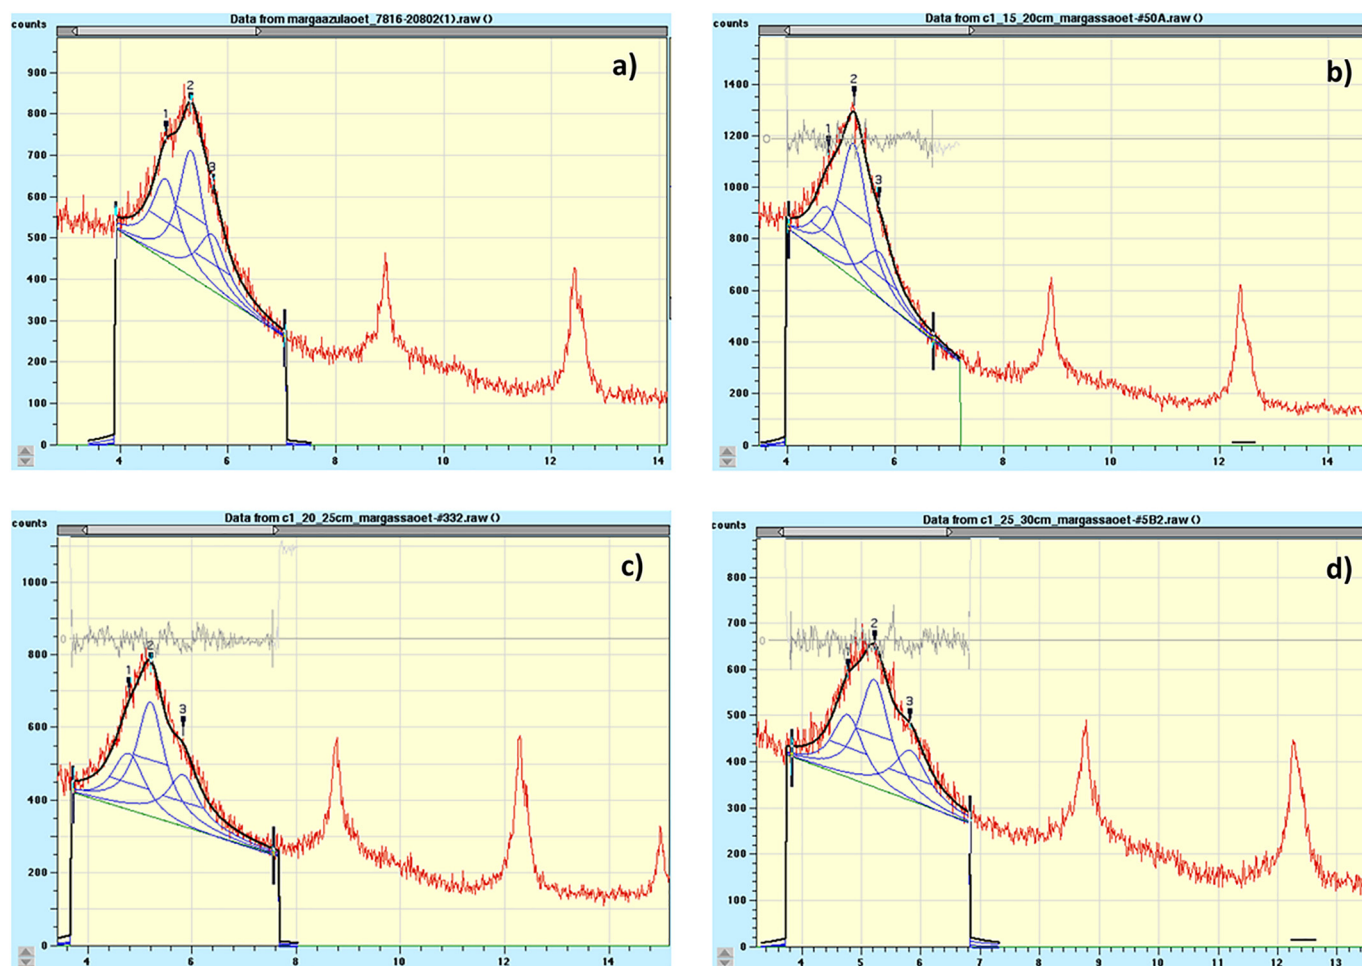 Data from margaazulaoet_7816-20802(1).raw ()
counts
a)
900
800
700
600
500
400
300
200
100
0
1
2
3
4 6 8 10 12 14
Data from c1_15_20cm_margassaoet-#50A.raw ()
counts
b)
1400
1200
1000
800
600
400
200
0
0
1
2
3
4 6 8 10 12 14
Data from c1_20_25cm_margassaoet-#332.raw ()
counts
c)
1000
800
600
400
200
0
0
1
2
3
4 6 8 10 12 14
Data from c1_25_30cm_margassaoet-#5B2.raw ()
counts
d)
800
700
600
500
400
300
200
100
0
0
2
3
4 5 6 7 8 9 10 11 12 13